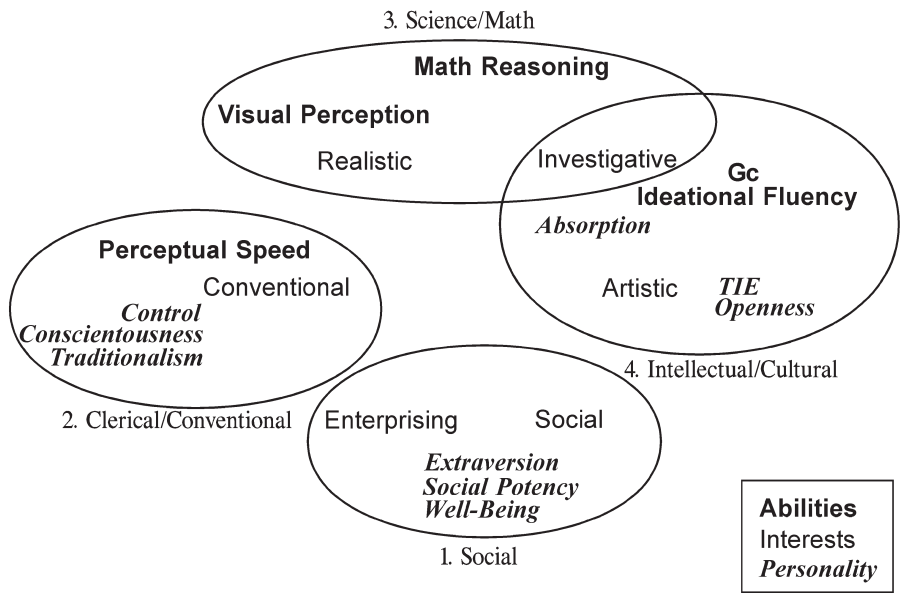 3. Science/Math
Math Reasoning
Visual Perception
Realistic
Investigative
Gc
Ideational Fluency
Absorption
Artistic
TIE
Openness
4. Intellectual/Cultural
Perceptual Speed
Conventional
Control
Conscientousness
Traditionalism
2. Clerical/Conventional
Enterprising
Social
Extraversion
Social Potency
Well-Being
1. Social
Abilities
Interests
Personality